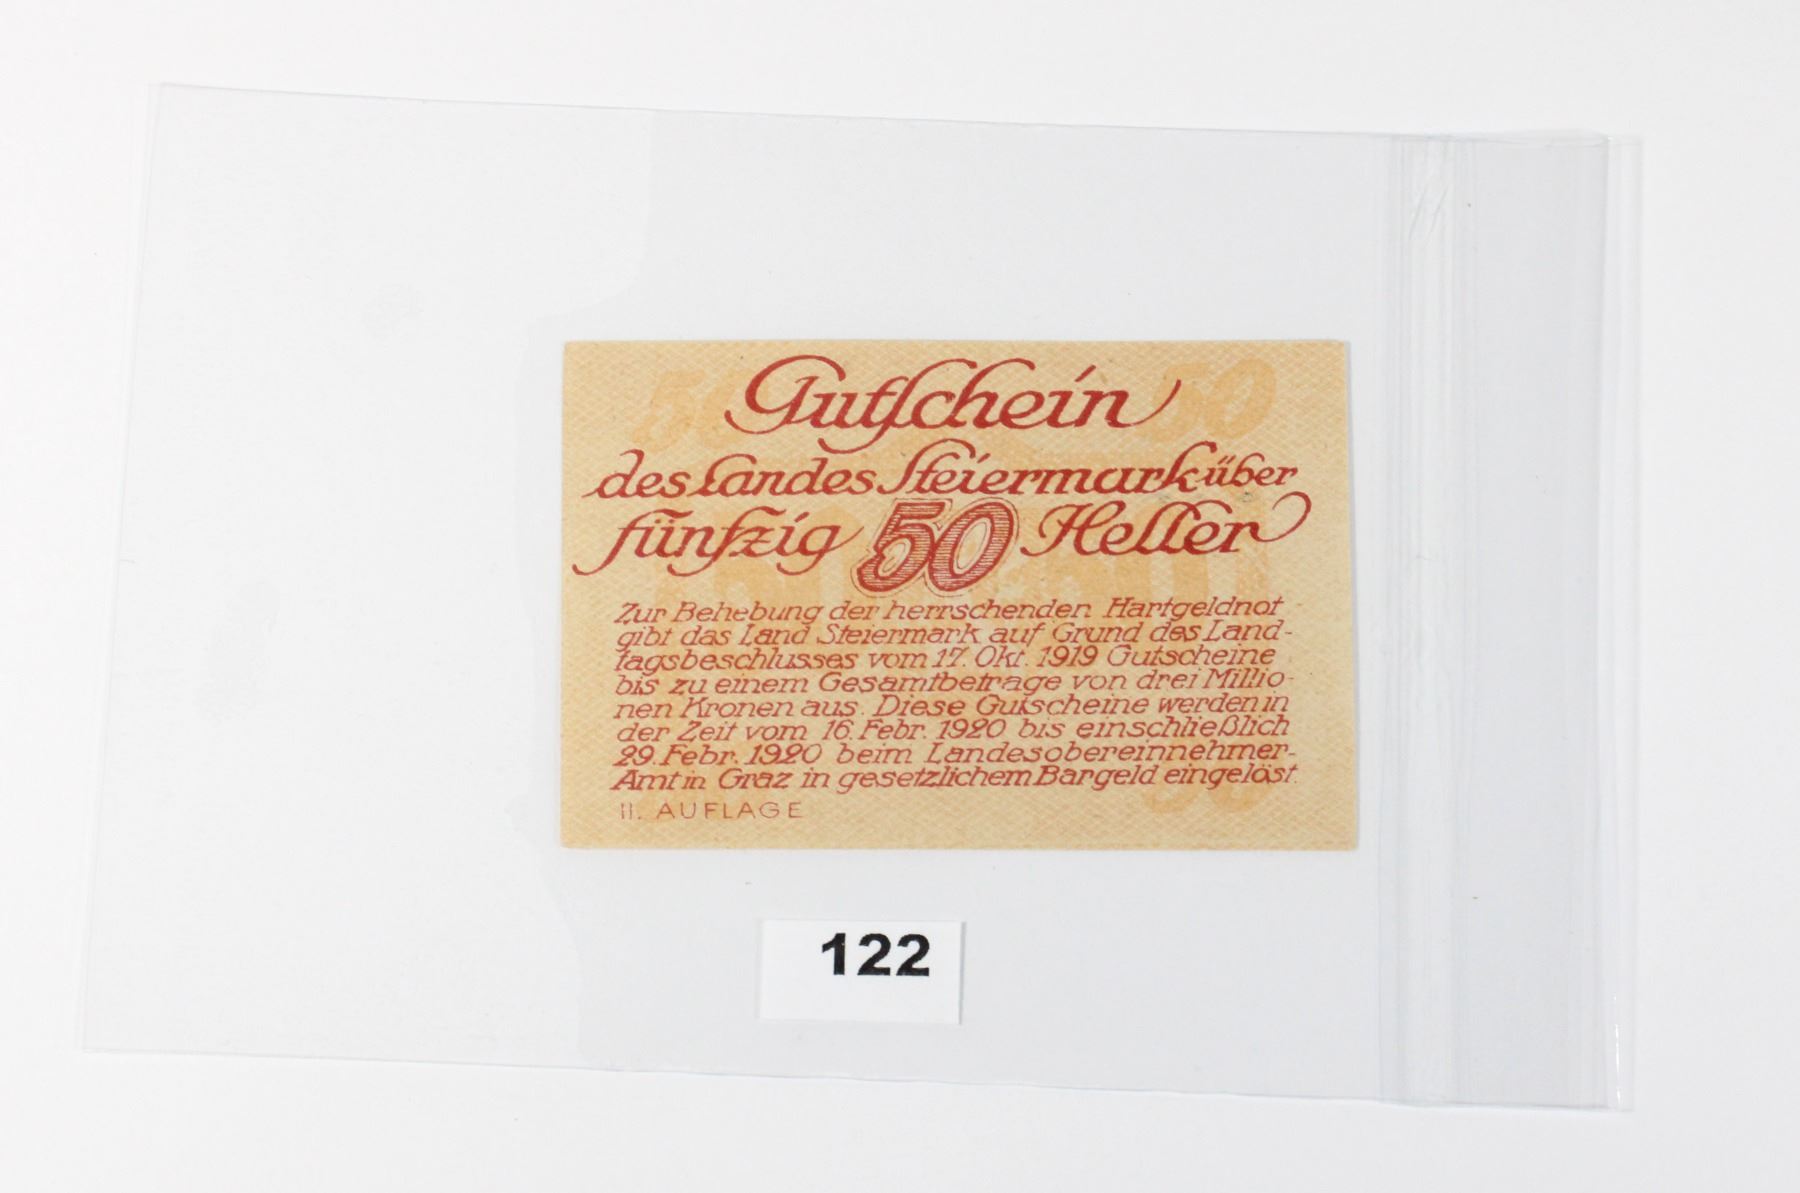 Gutschein
des Landes Steiermark über
fünfzig 50 Heller
Zur Behebung der herrschenden Hartgeldnot
gibt das Land Steiermark auf Grund des Land-
tagsbeschlusses vom 17. Okt. 1919 Gutscheine
bis zu einem Gesamtbetrage von drei Millio-
nen Kronen aus. Diese Gutscheine werden in
der Zeit vom 16. Febr. 1920 bis einschließlich
29. Febr. 1920 beim Landesobereinnehmer-
Amt in Graz in gesetzlichem Bargeld eingelöst.
II. AUFLAGE
122